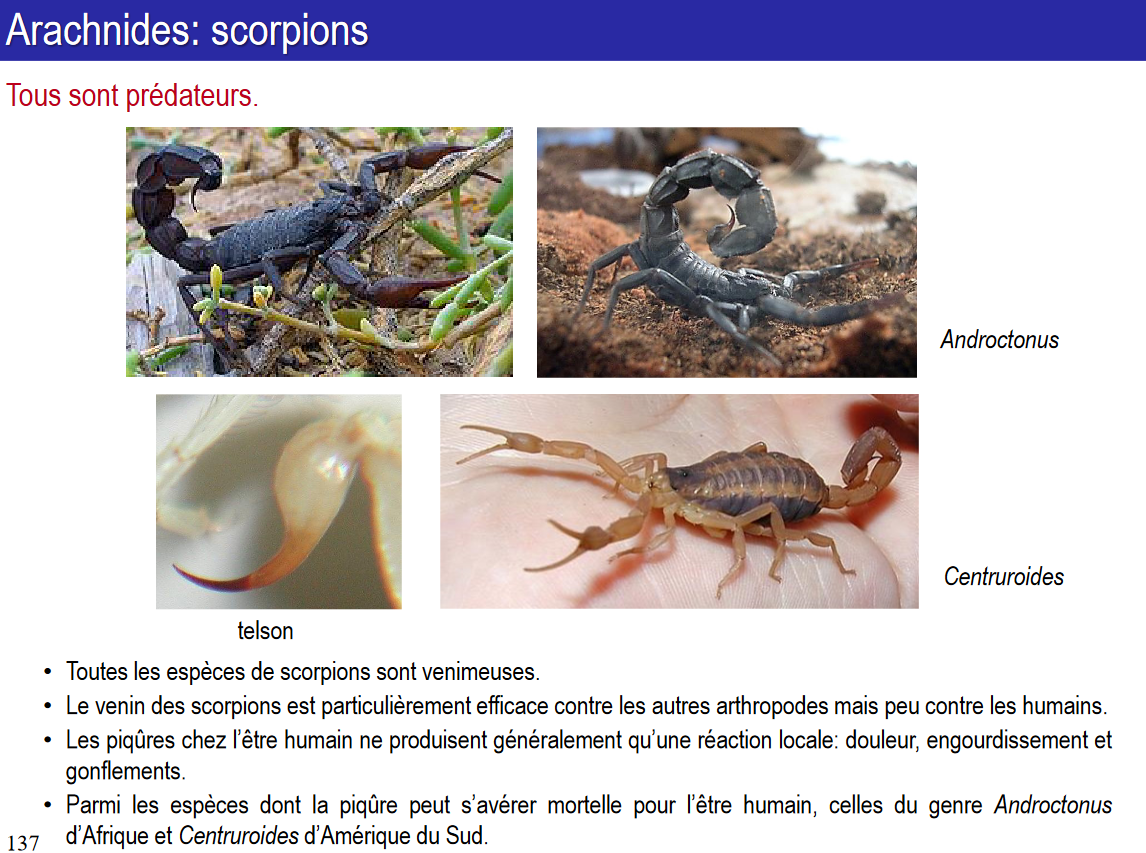 Arachnides: scorpions
Tous sont prédateurs.
Androctonus
Centruroides
telson
• Toutes les espèces de scorpions sont venimeuses.
• Le venin des scorpions est particulièrement efficace contre les autres arthropodes mais peu contre les humains.
• Les piqûres chez l’être humain ne produisent généralement qu’une réaction locale: douleur, engourdissement et
gonflements.
• Parmi les espèces dont la piqûre peut s’avérer mortelle pour l’être humain, celles du genre Androctonus
d’Afrique et Centruroides d’Amérique du Sud.
137